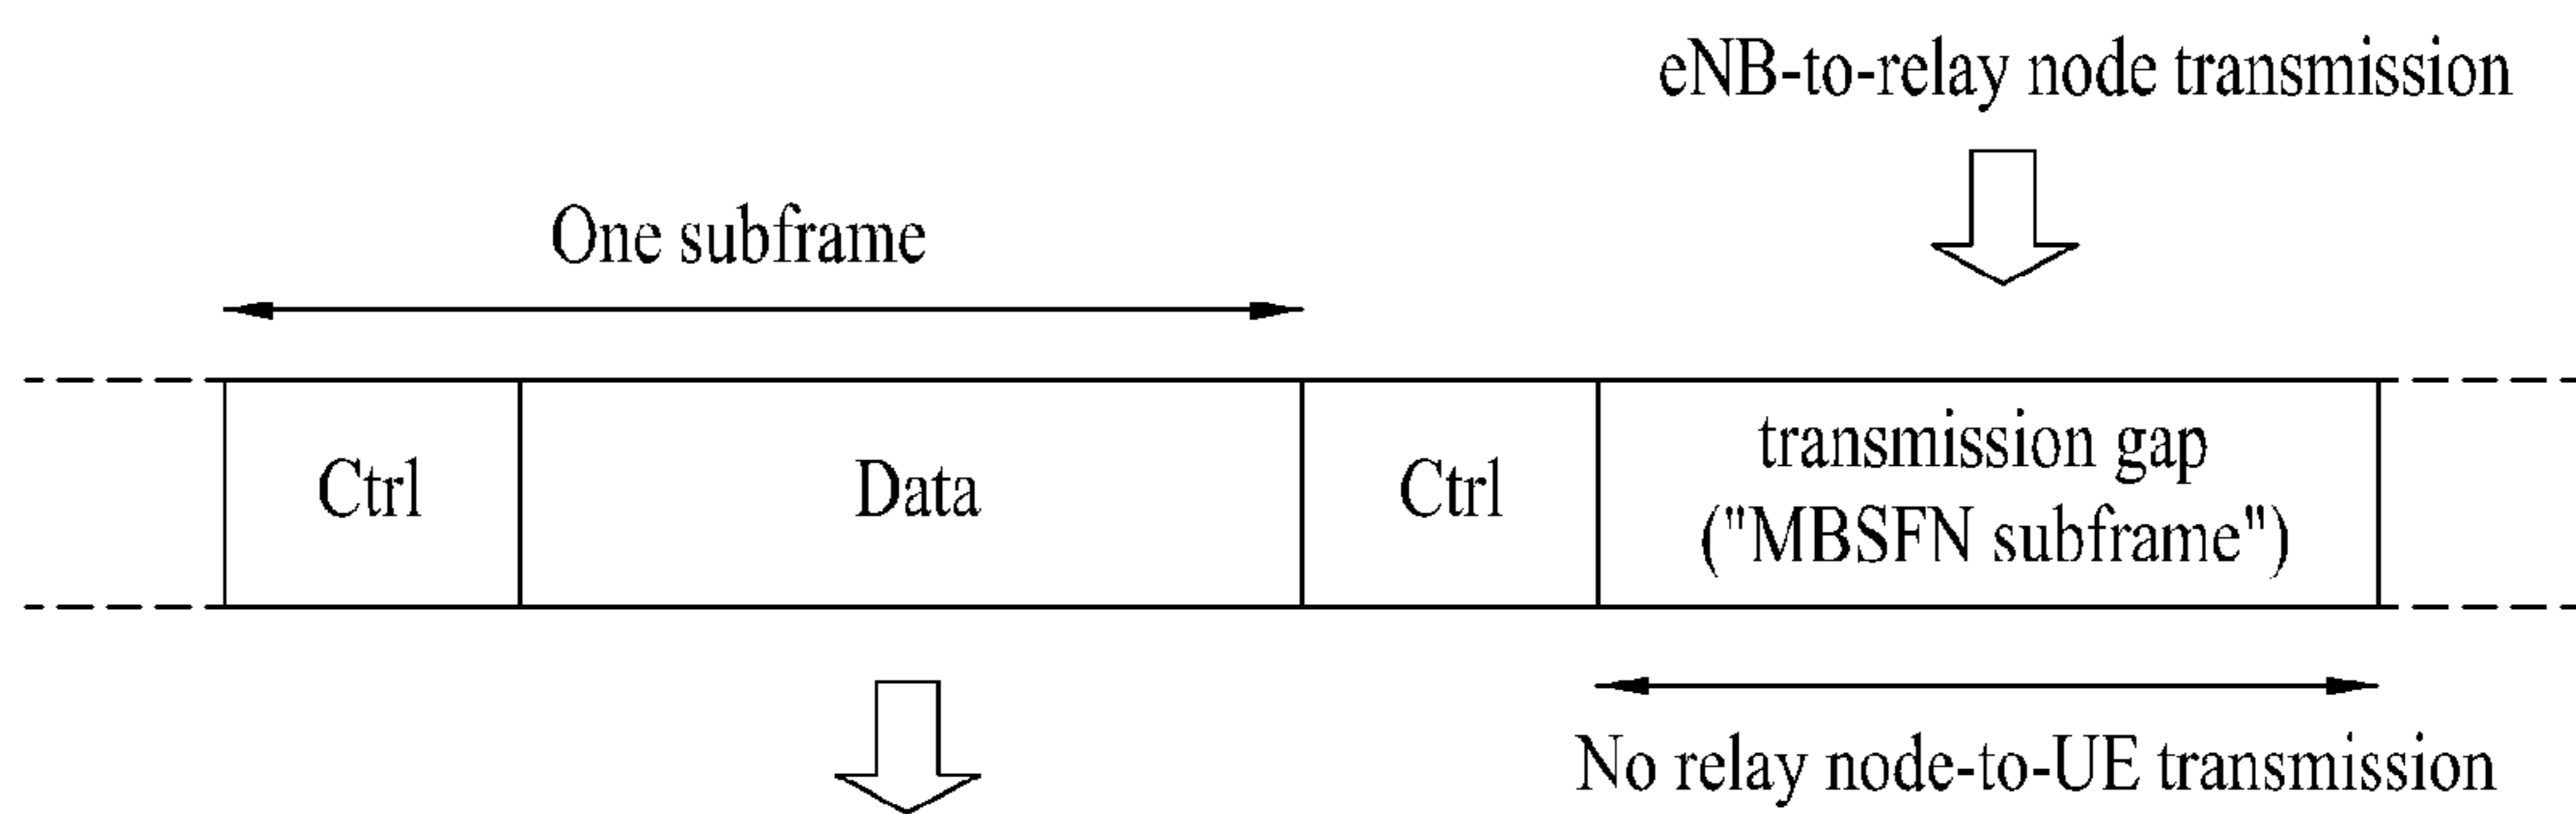 eNB-to-relay node transmission
One subframe
Ctrl
Data
Ctrl
transmission gap
("MBSFN subframe")
No relay node-to-UE transmission